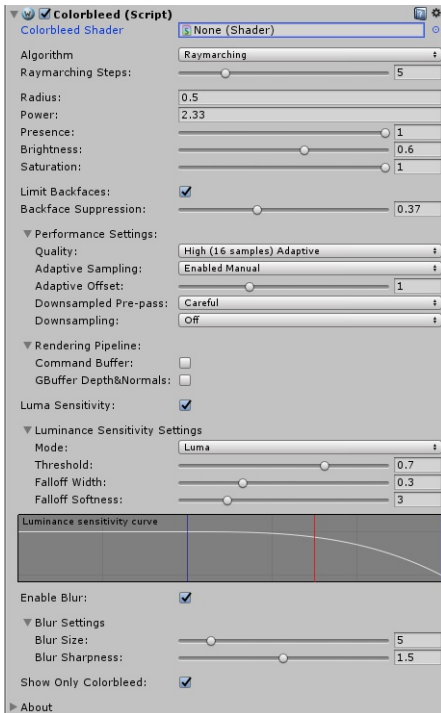 Colorbleed (Script)
Colorbleed Shader None (Shader)
Algorithm Raymarching
Raymarching Steps: 5
Radius: 0.5
Power: 2.33
Presence: 1
Brightness: 0.6
Saturation: 1
Limit Backfaces:
Backface Suppression: 0.37
Performance Settings:
Quality: High (16 samples) Adaptive
Adaptive Sampling: Enabled Manual
Adaptive Offset: 1
Downsampled Pre-pass: Careful
Downsampling: Off
Rendering Pipeline:
Command Buffer:
GBuffer Depth&Normals:
Luma Sensitivity:
Luminance Sensitivity Settings
Mode: Luma
Threshold: 0.7
Falloff Width: 0.3
Falloff Softness: 3
Luminance sensitivity curve
Enable Blur:
Blur Settings
Blur Size: 5
Blur Sharpness: 1.5
Show Only Colorbleed:
About